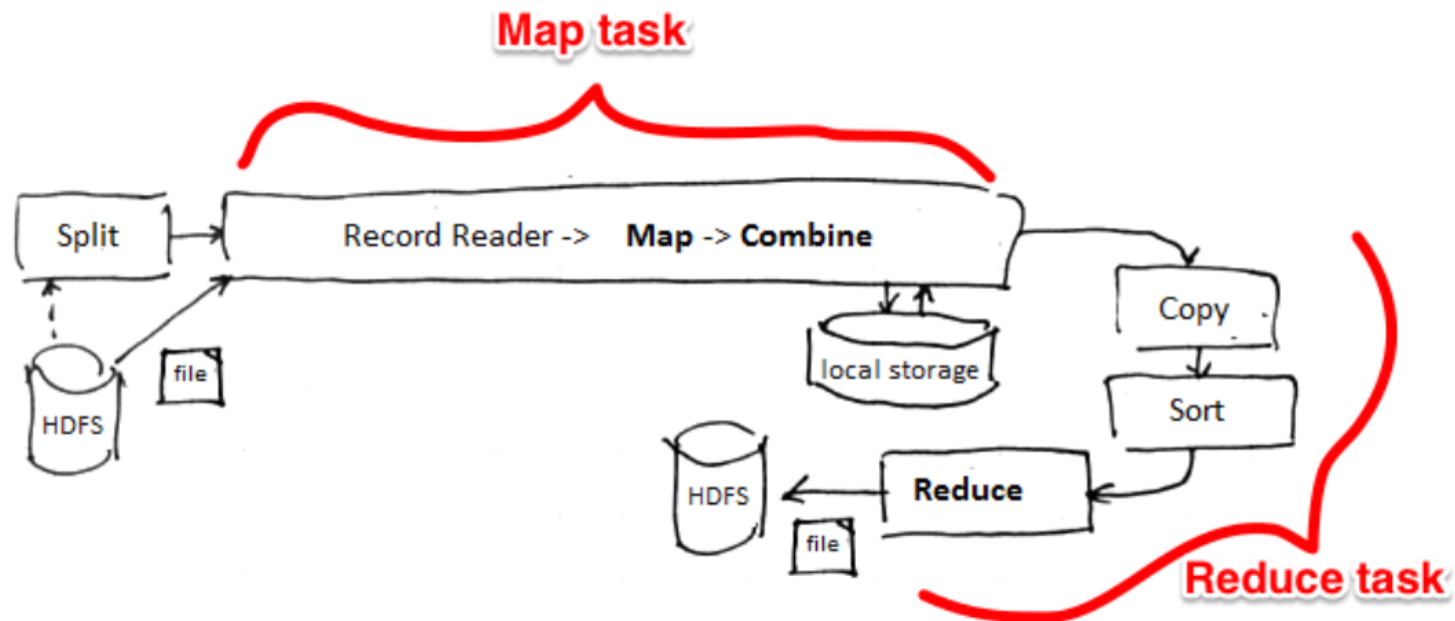 Map task
Split
Record Reader -> Map -> Combine
Copy
file
local storage
HDFS
Sort
HDFS
Reduce
file
Reduce task